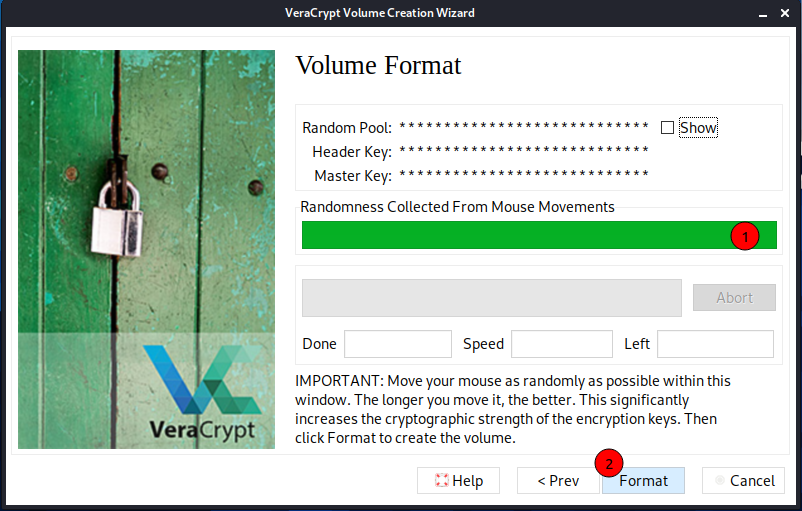 VeraCrypt Volume Creation Wizard
Volume Format
Random Pool: * * * * * * * * * * * * * * * * * * * * * * * * * * * * Show
Header Key: * * * * * * * * * * * * * * * * * * * * * * * * * * * *
Master Key: * * * * * * * * * * * * * * * * * * * * * * * * * * * *
Randomness Collected From Mouse Movements
1
Abort
Done Speed Left
IMPORTANT: Move your mouse as randomly as possible within this
window. The longer you move it, the better. This significantly
increases the cryptographic strength of the encryption keys. Then
click Format to create the volume.
VeraCrypt
2
Help < Prev Format Cancel